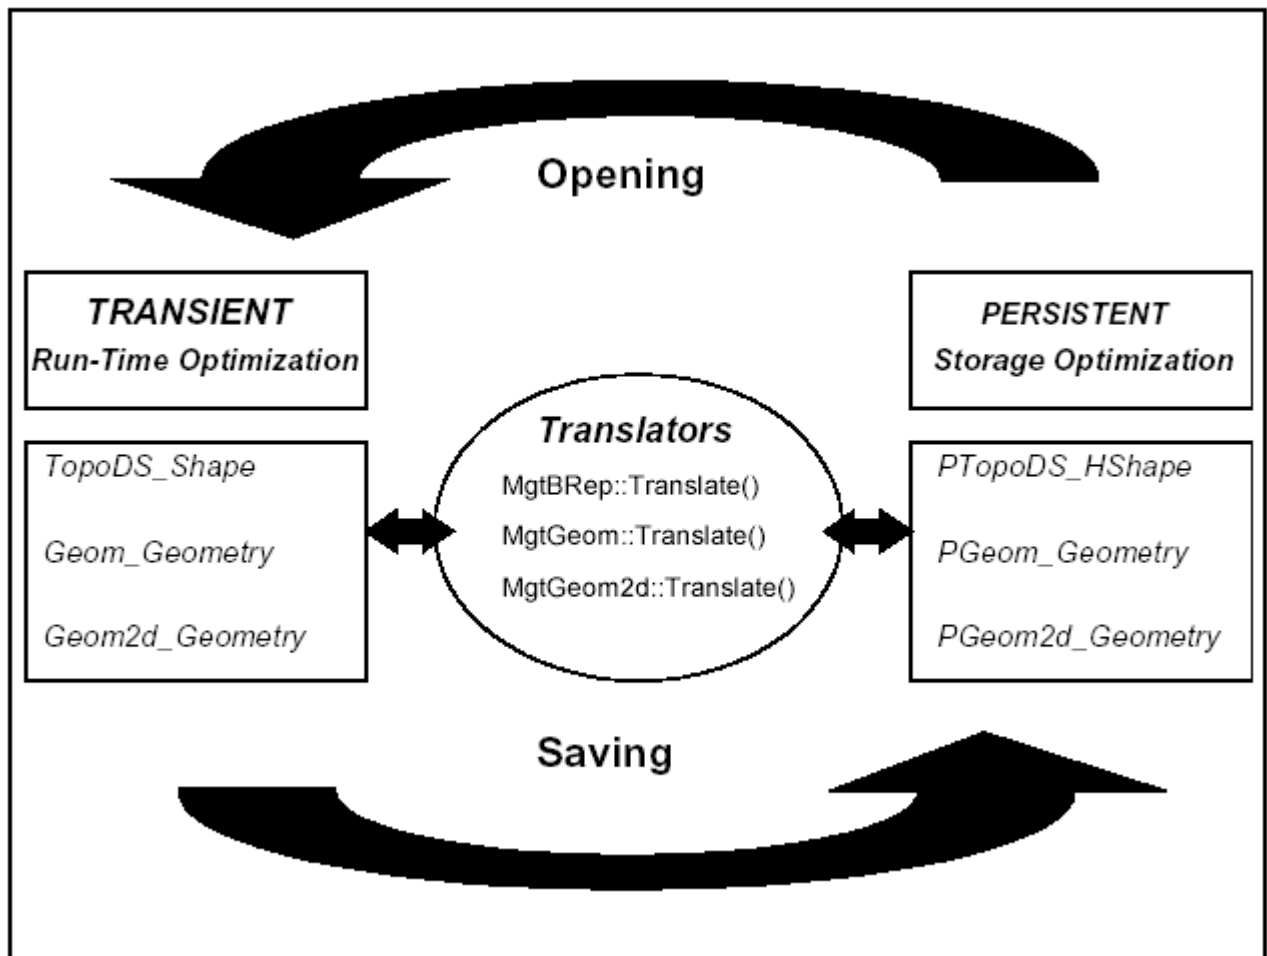 Opening
TRANSIENT
Run-Time Optimization
PERSISTENT
Storage Optimization
TopoDS_Shape
Geom_Geometry
Geom2d_Geometry
Translators
MgtBRep::Translate()
MgtGeom::Translate()
MgtGeom2d::Translate()
PTopoDS_HShape
PGeom_Geometry
PGeom2d_Geometry
Saving